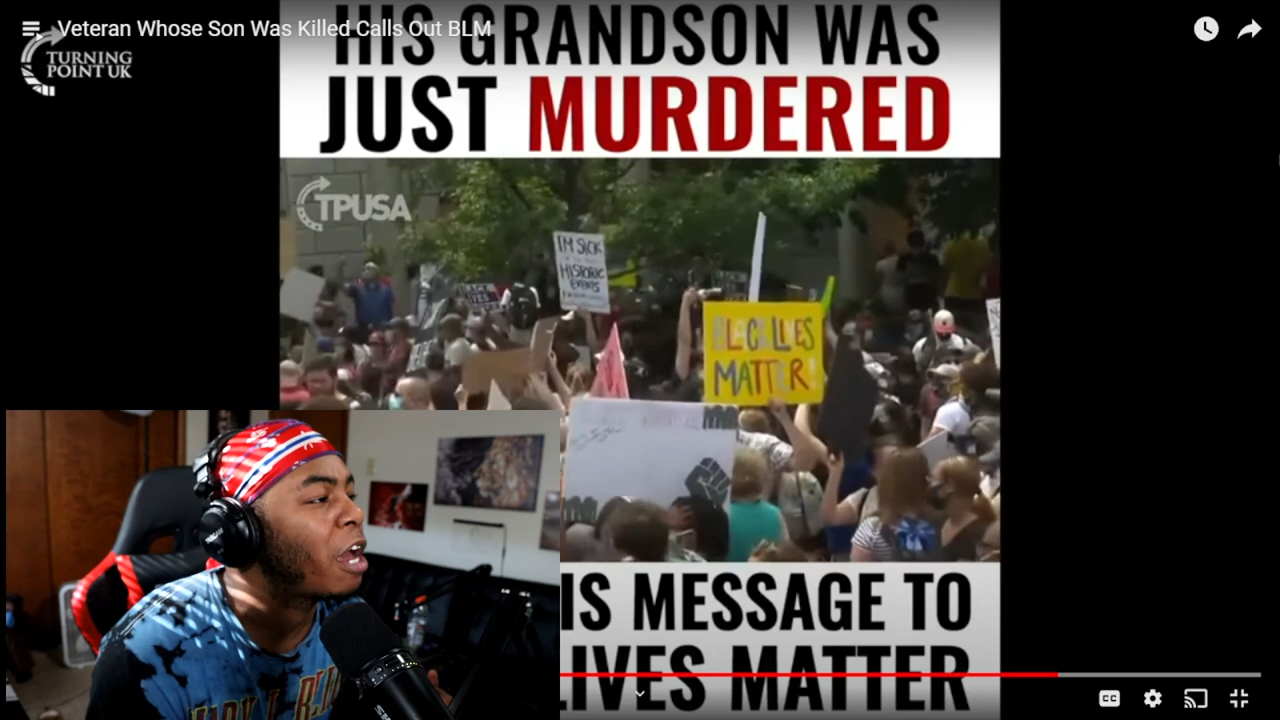 Veteran Whose Son Was Killed Calls Out BLM
TURNING
POINT UK
HIS GRANDSON WAS
JUST MURDERED
TPUSA
I'M SICK
HISTORIC
EVENTS
BLACK LIVES
MATTER!
IS MESSAGE TO
LIVES MATTER
CC